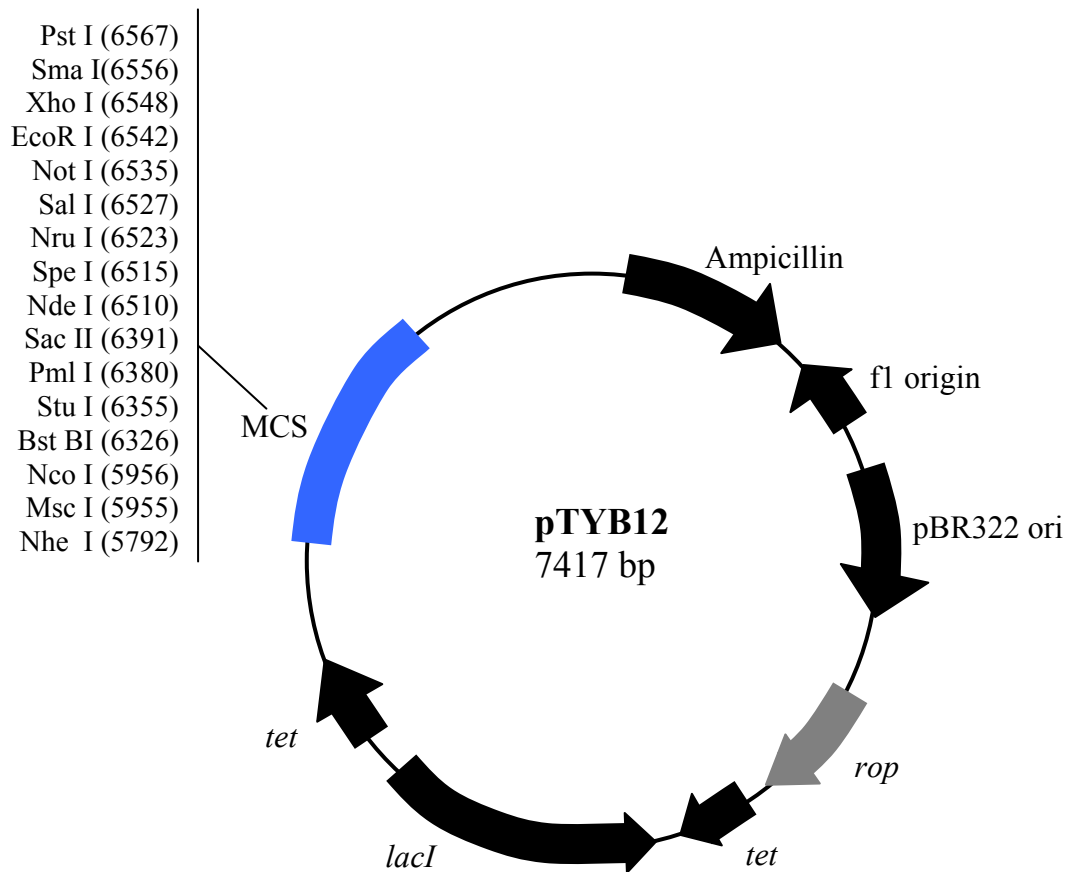 Pst I (6567)
Sma I(6556)
Xho I (6548)
EcoR I (6542)
Not I (6535)
Sal I (6527)
Nru I (6523)
Spe I (6515)
Nde I (6510)
Sac II (6391)
Pml I (6380)
Stu I (6355)
Bst BI (6326)
Nco I (5956)
Msc I (5955)
Nhe I (5792)
MCS
Ampicillin
f1 origin
pBR322 ori
pTYB12
7417 bp
rop
tet
lacI
tet